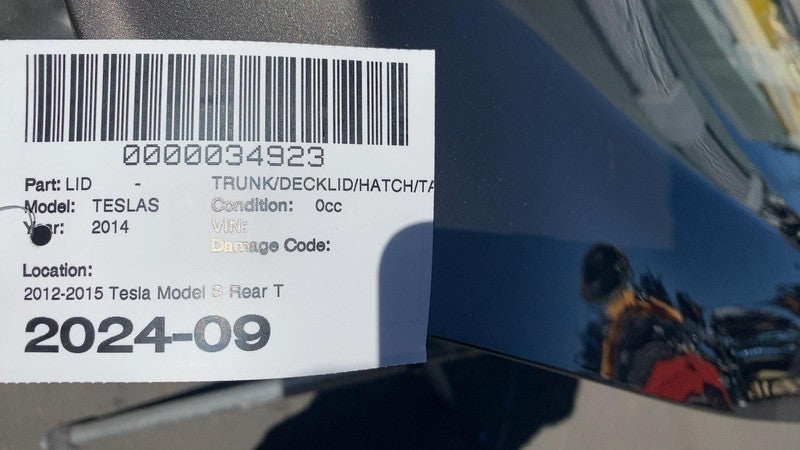 0000034923
Part: LID - TRUNK/DECKLID/HATCH/TA
Model: TESLAS Condition: 0cc
Year: 2014 VIN:
Damage Code:
Location:
2012-2015 Tesla Model S Rear T
2024-09